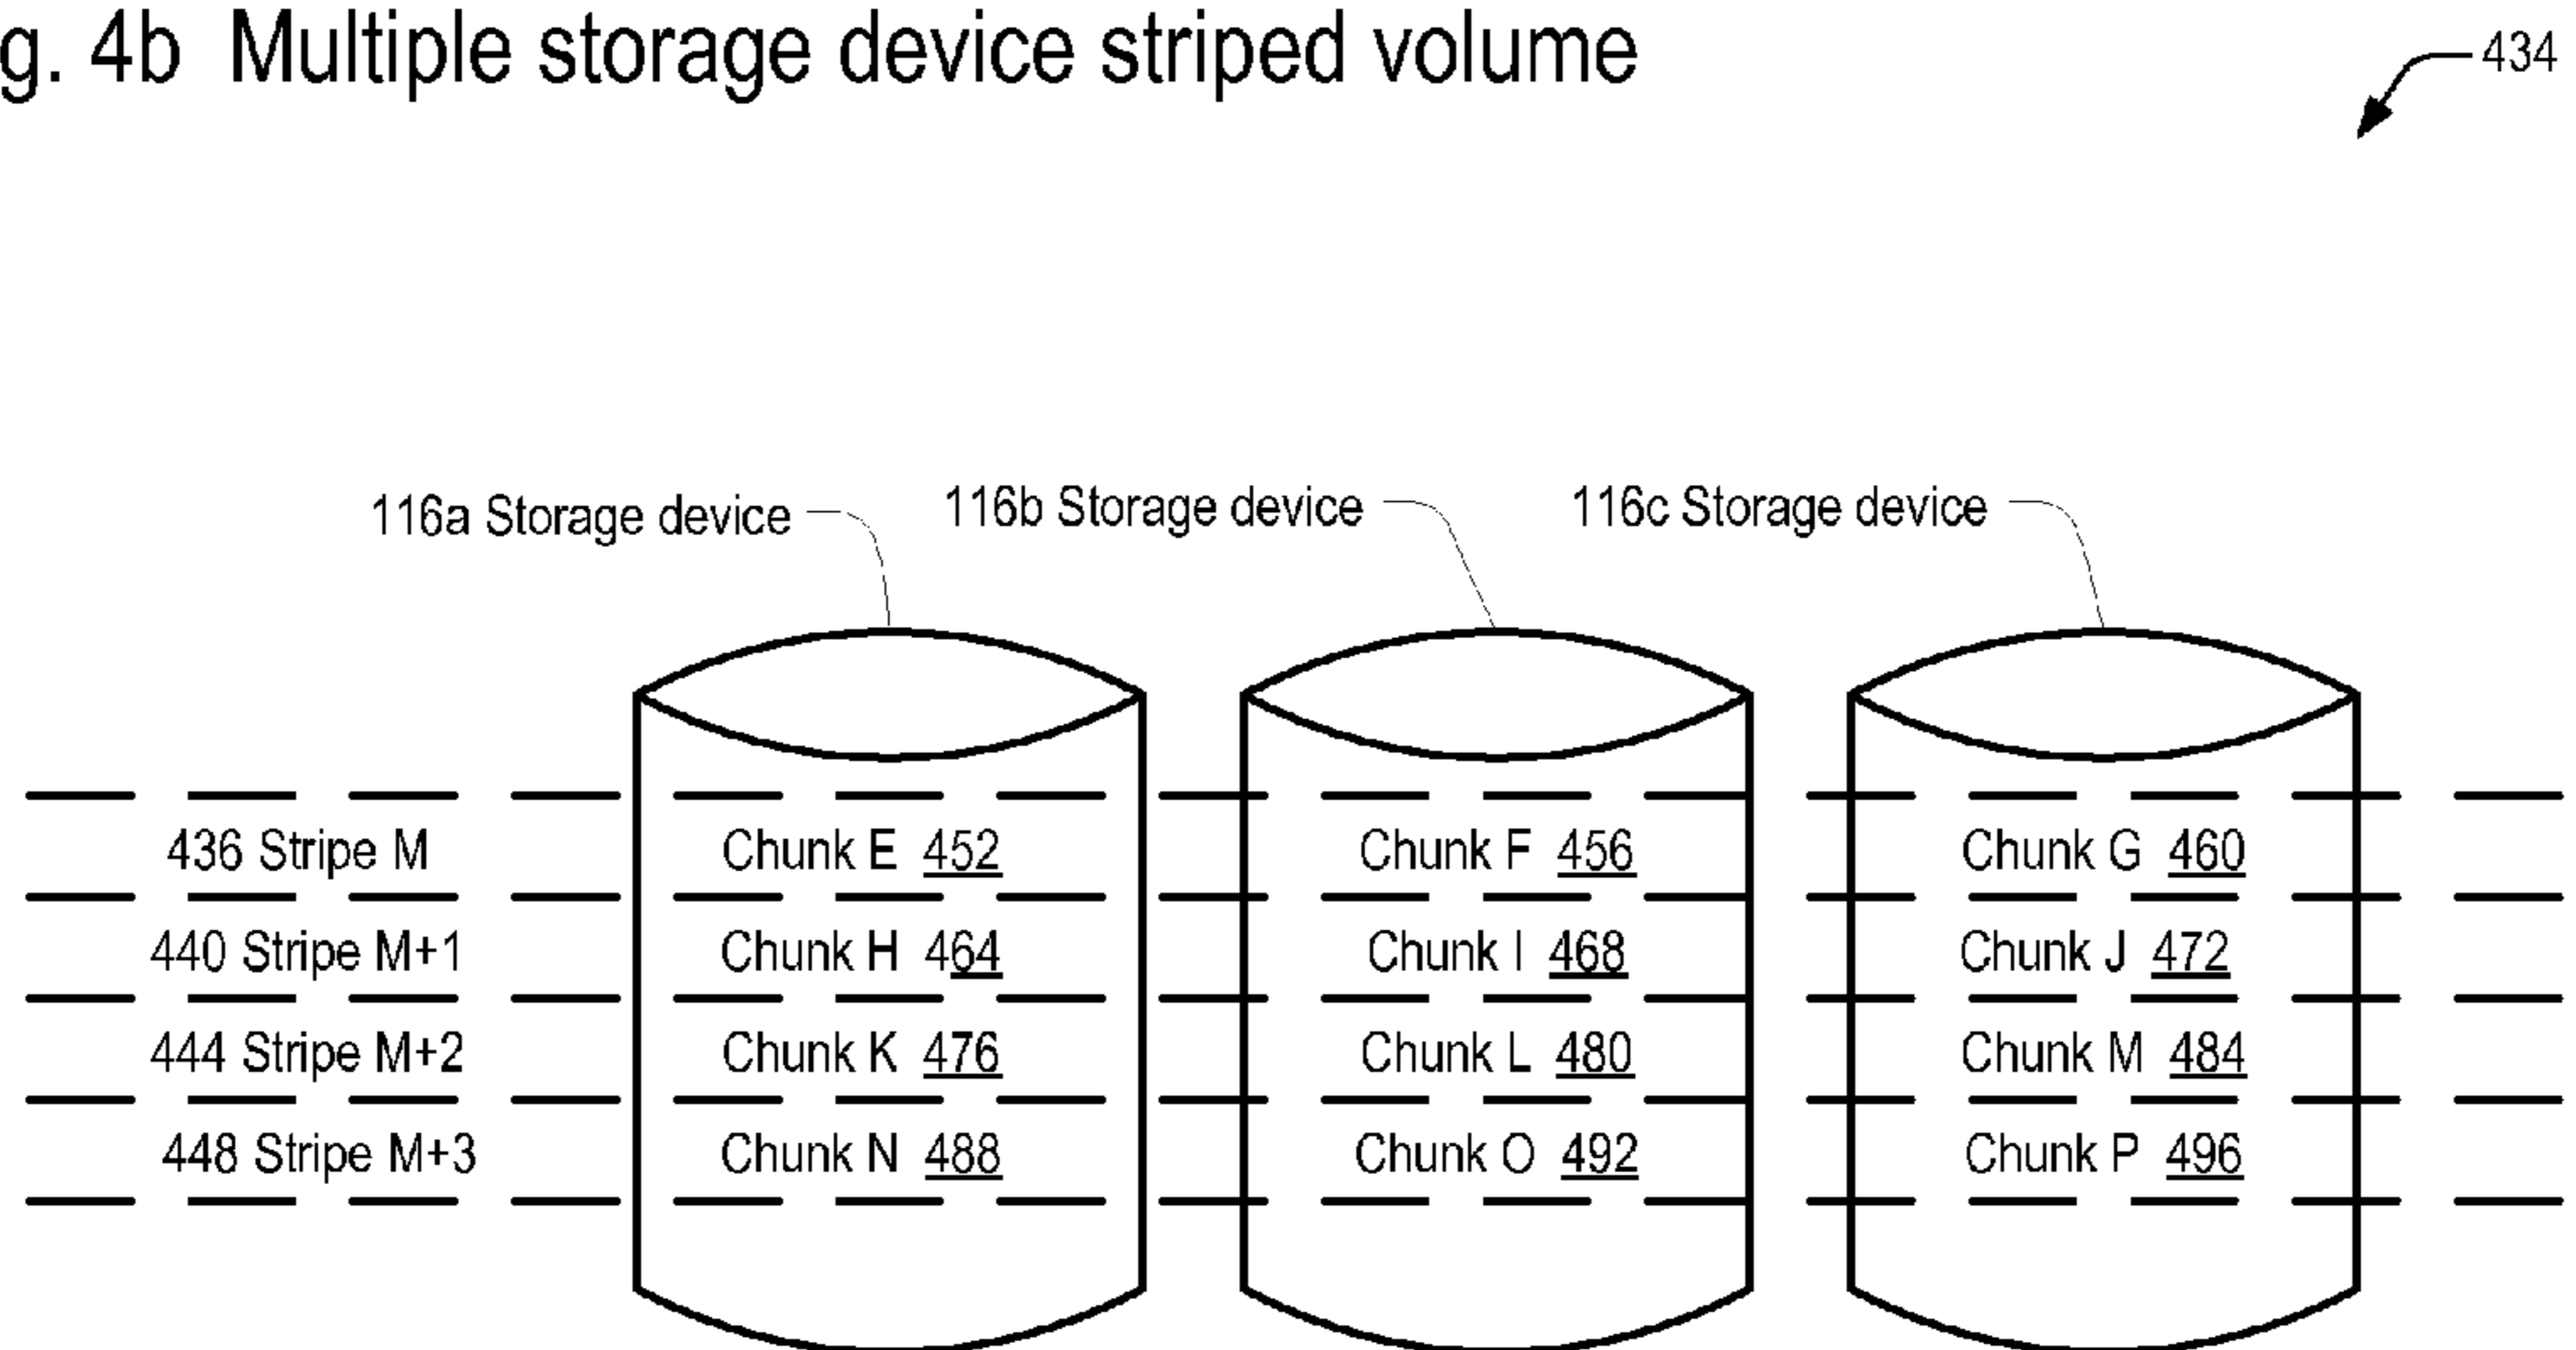 g. 4b Multiple storage device striped volume
434
116a Storage device 116b Storage device 116c Storage device
436 Stripe M Chunk E 452 Chunk F 456 Chunk G 460
440 Stripe M+1 Chunk H 464 Chunk I 468 Chunk J 472
444 Stripe M+2 Chunk K 476 Chunk L 480 Chunk M 484
448 Stripe M+3 Chunk N 488 Chunk O 492 Chunk P 496